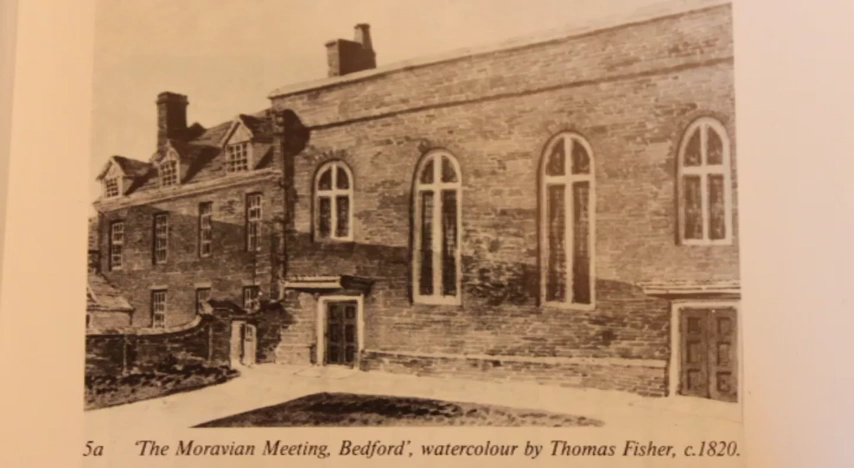 5a 'The Moravian Meeting, Bedford', watercolour by Thomas Fisher, c.1820.